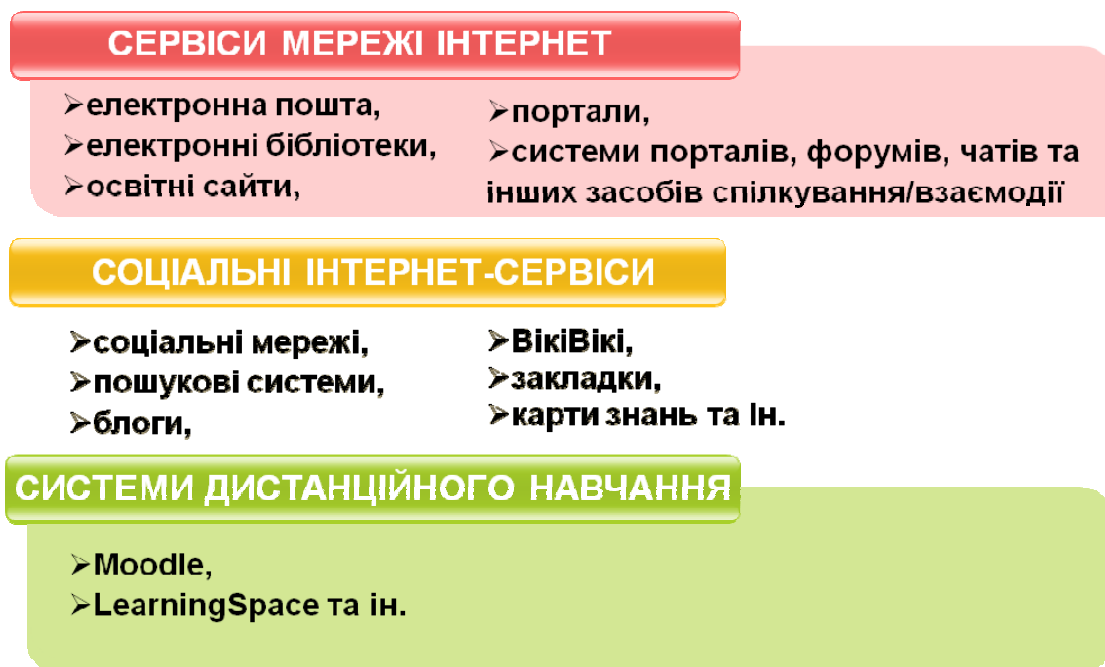 СЕРВІСИ МЕРЕЖІ ІНТЕРНЕТ
➢електронна пошта,
➢електронні бібліотеки,
➢освітні сайти,
➢портали,
➢системи порталів, форумів, чатів та
інших засобів спілкування/взаємодії
СОЦІАЛЬНІ ІНТЕРНЕТ-СЕРВІСИ
➢соціальні мережі,
➢пошукові системи,
➢блоги,
➢ВікіВікі,
➢закладки,
➢карти знань та Ін.
СИСТЕМИ ДИСТАНЦІЙНОГО НАВЧАННЯ
➢Moodle,
➢LearningSpace та ін.